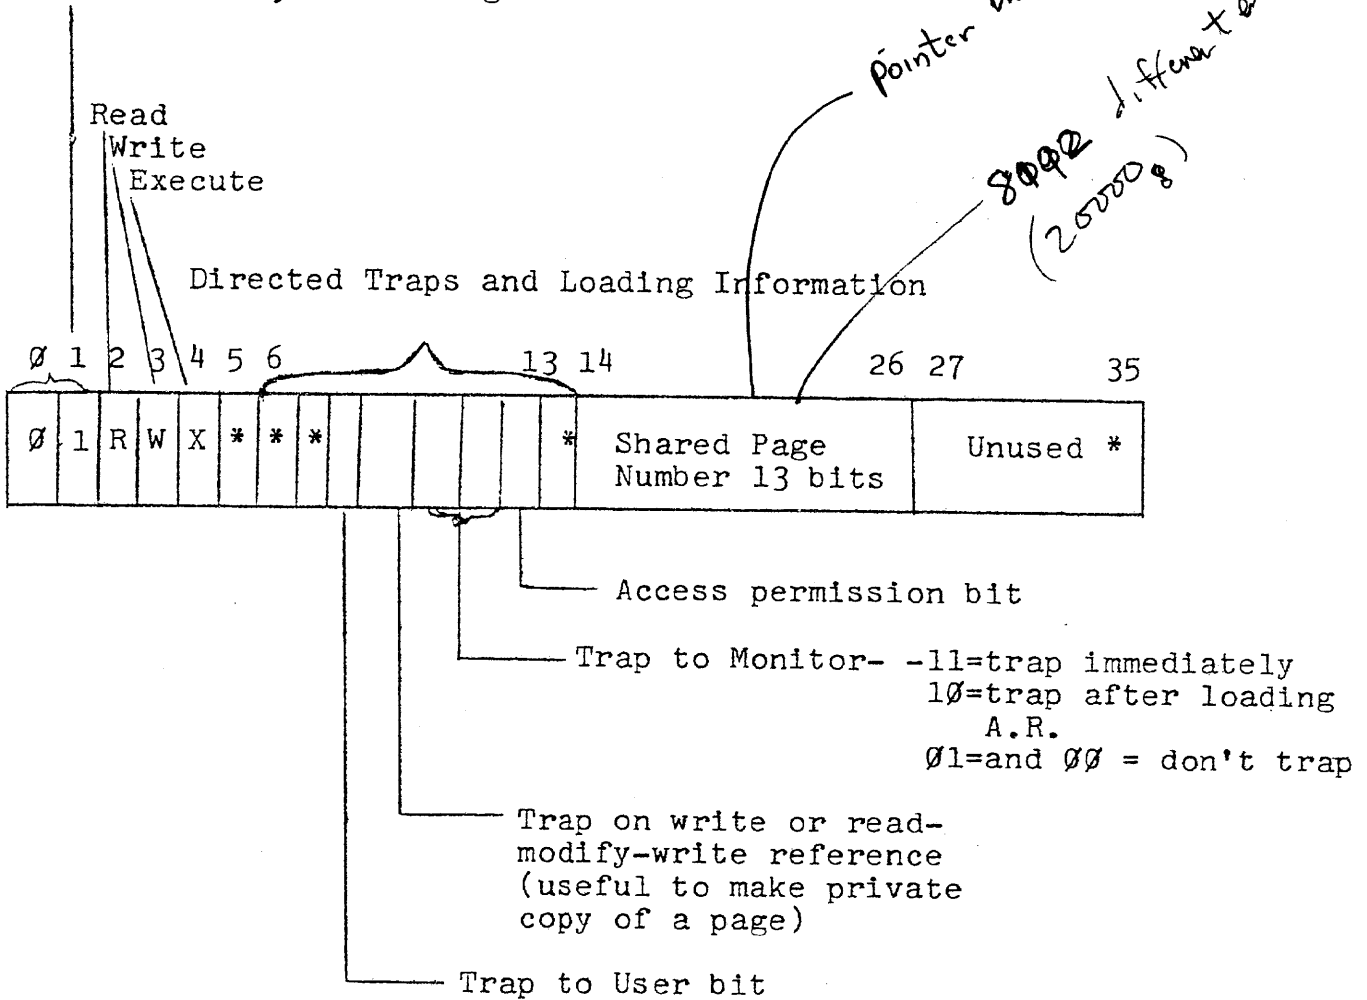 pointer
8192 different
(20000₈)
Read
Write
Execute
Directed Traps and Loading Information
Ø 1 2 3 4 5 6 13 14 26 27 35
Ø 1 R W X * * * * Shared Page Unused *
Number 13 bits
Access permission bit
Trap to Monitor- -11=trap immediately
1Ø=trap after loading
A.R.
Ø1=and ØØ = don't trap
Trap on write or read-
modify-write reference
(useful to make private
copy of a page)
Trap to User bit